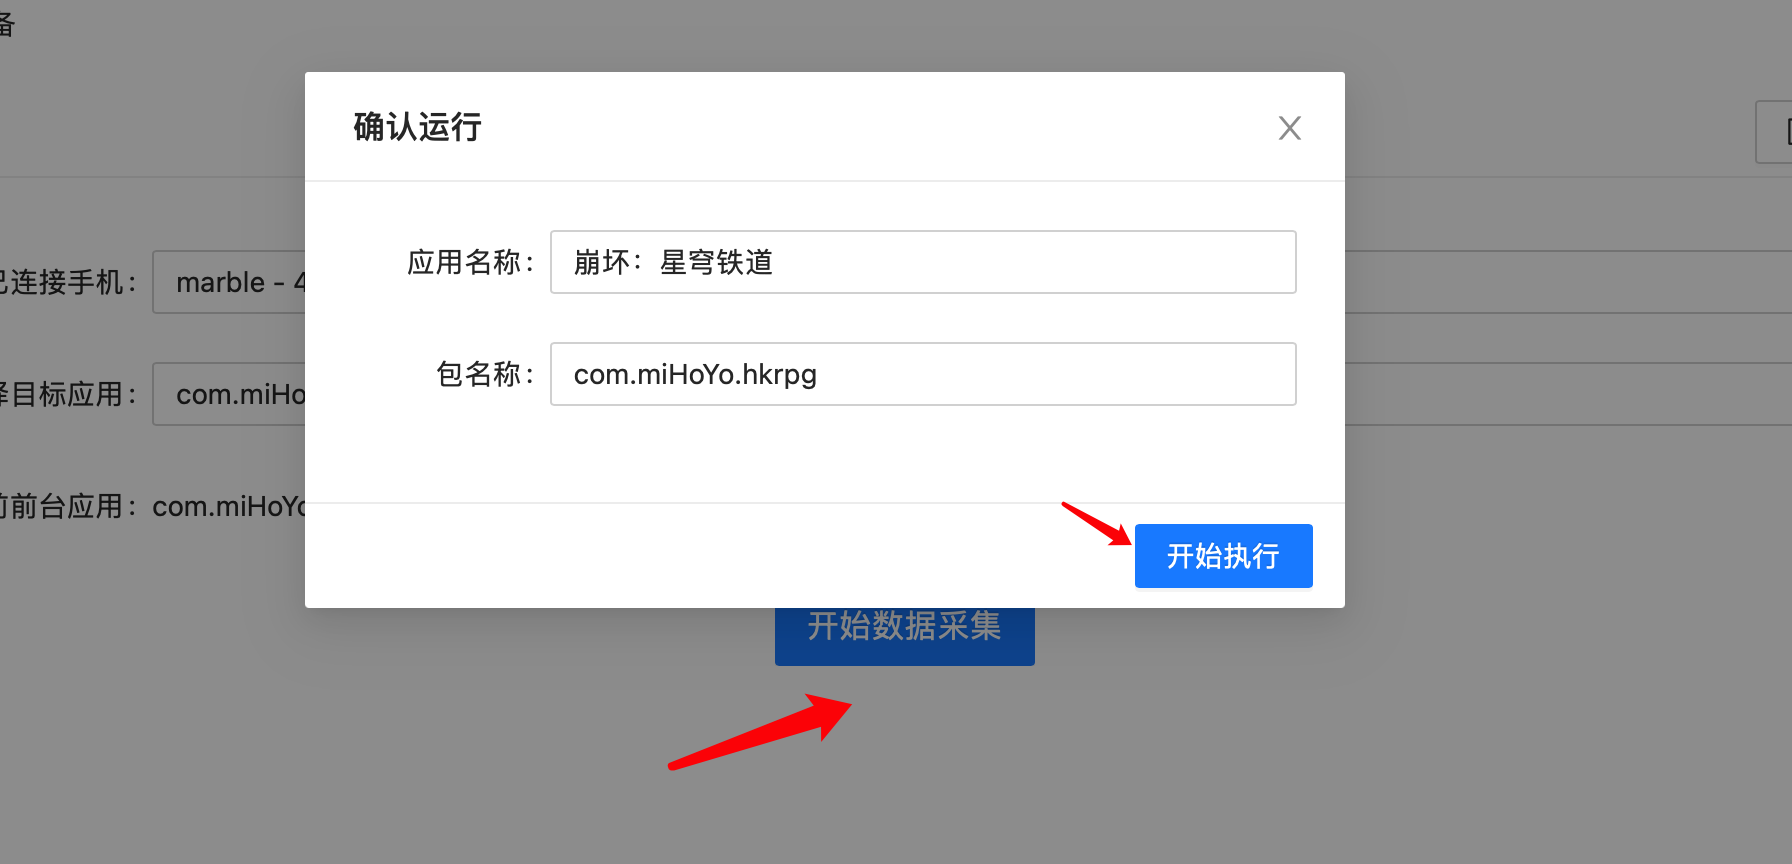 备
确认运行
应用名称：
崩坏：星穹铁道
已连接手机：
marble - 4
包名称：
com.miHoYo.hkrpg
择目标应用：
com.miHo
前前台应用：
com.miHoYo
开始执行
开始数据采集